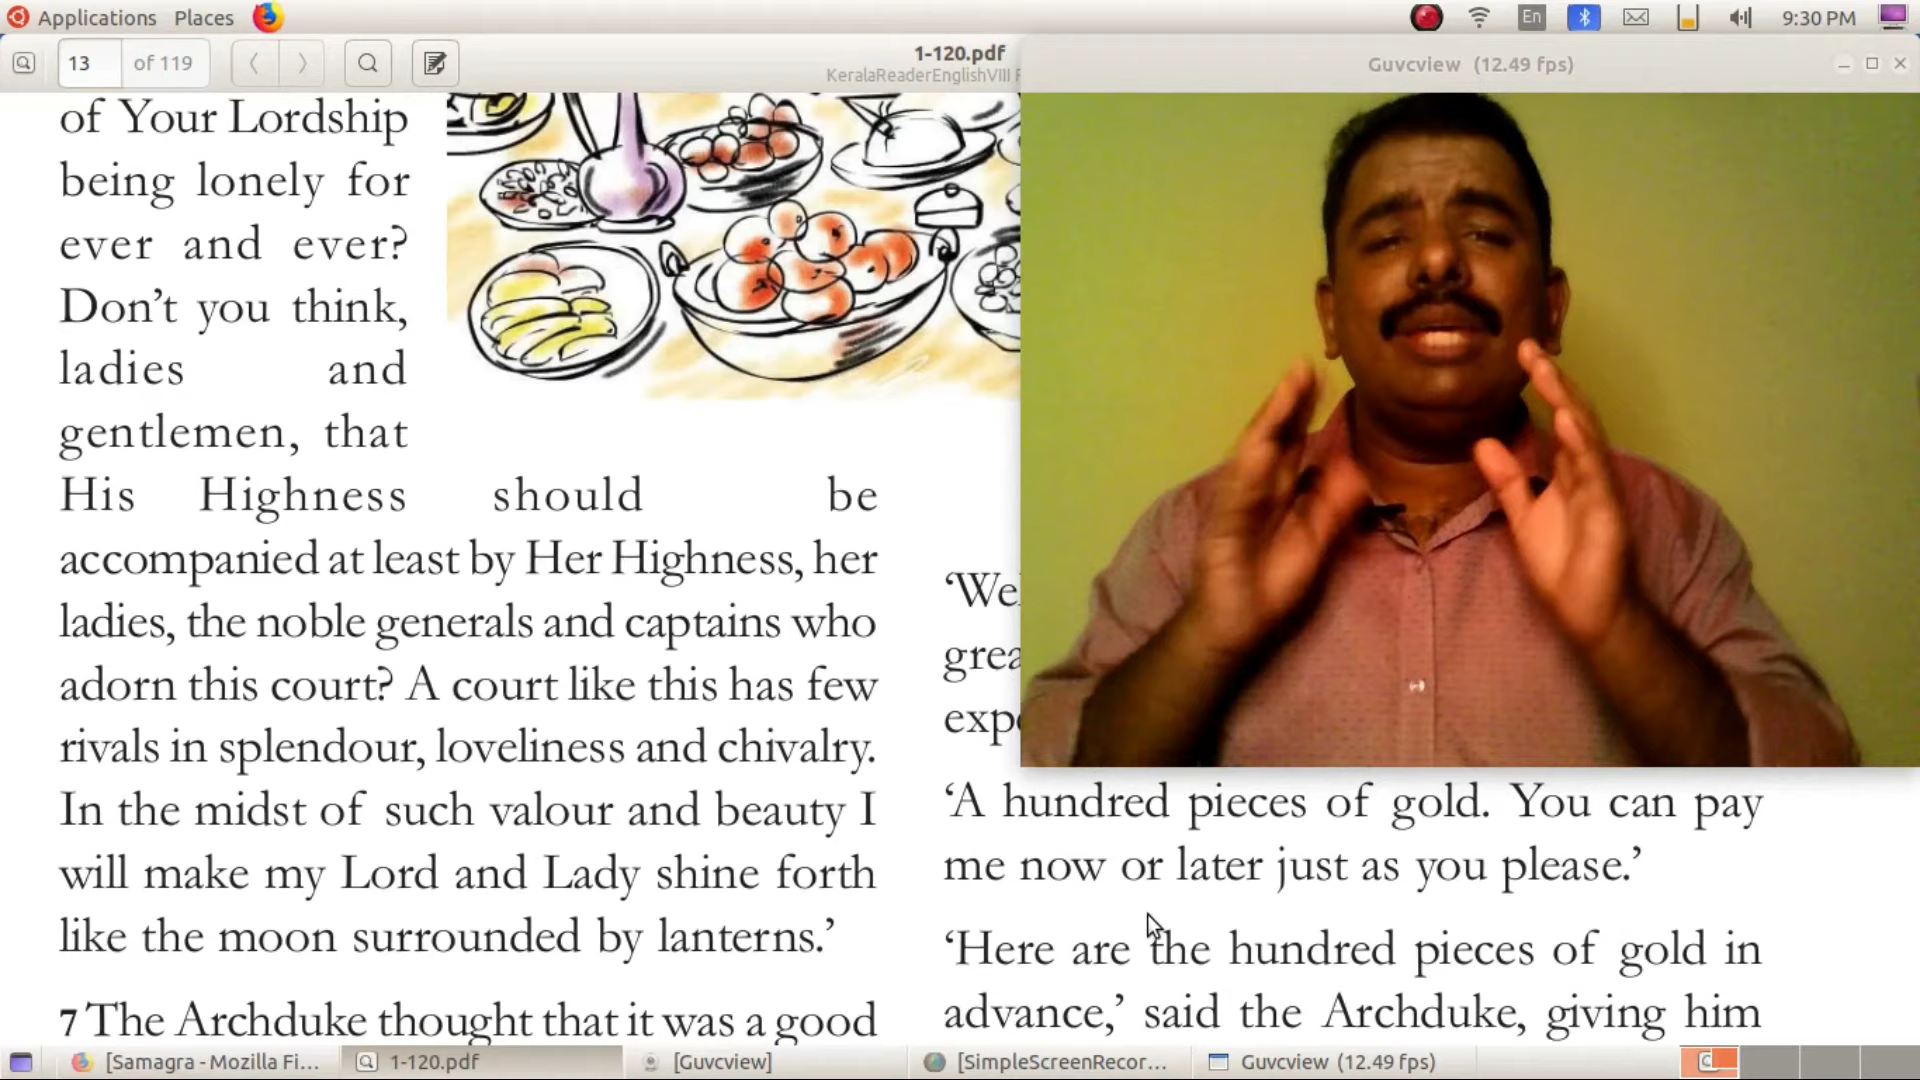 Applications Places
En
9:30 PM
13 of 119
1-120.pdf
KeralaReaderEnglishVIII
Guvcview (12.49 fps)
of Your Lordship
being lonely for
ever and ever?
Don’t you think,
ladies and
gentlemen, that
His Highness should be
accompanied at least by Her Highness, her
ladies, the noble generals and captains who
adorn this court? A court like this has few
rivals in splendour, loveliness and chivalry.
In the midst of such valour and beauty I
will make my Lord and Lady shine forth
like the moon surrounded by lanterns.’
7 The Archduke thought that it was a good
‘A hundred pieces of gold. You can pay
me now or later just as you please.’
‘Here are the hundred pieces of gold in
advance,’ said the Archduke, giving him
[Samagra - Mozilla Fi...
1-120.pdf
[Guvcview]
[SimpleScreenRecor...
Guvcview (12.49 fps)